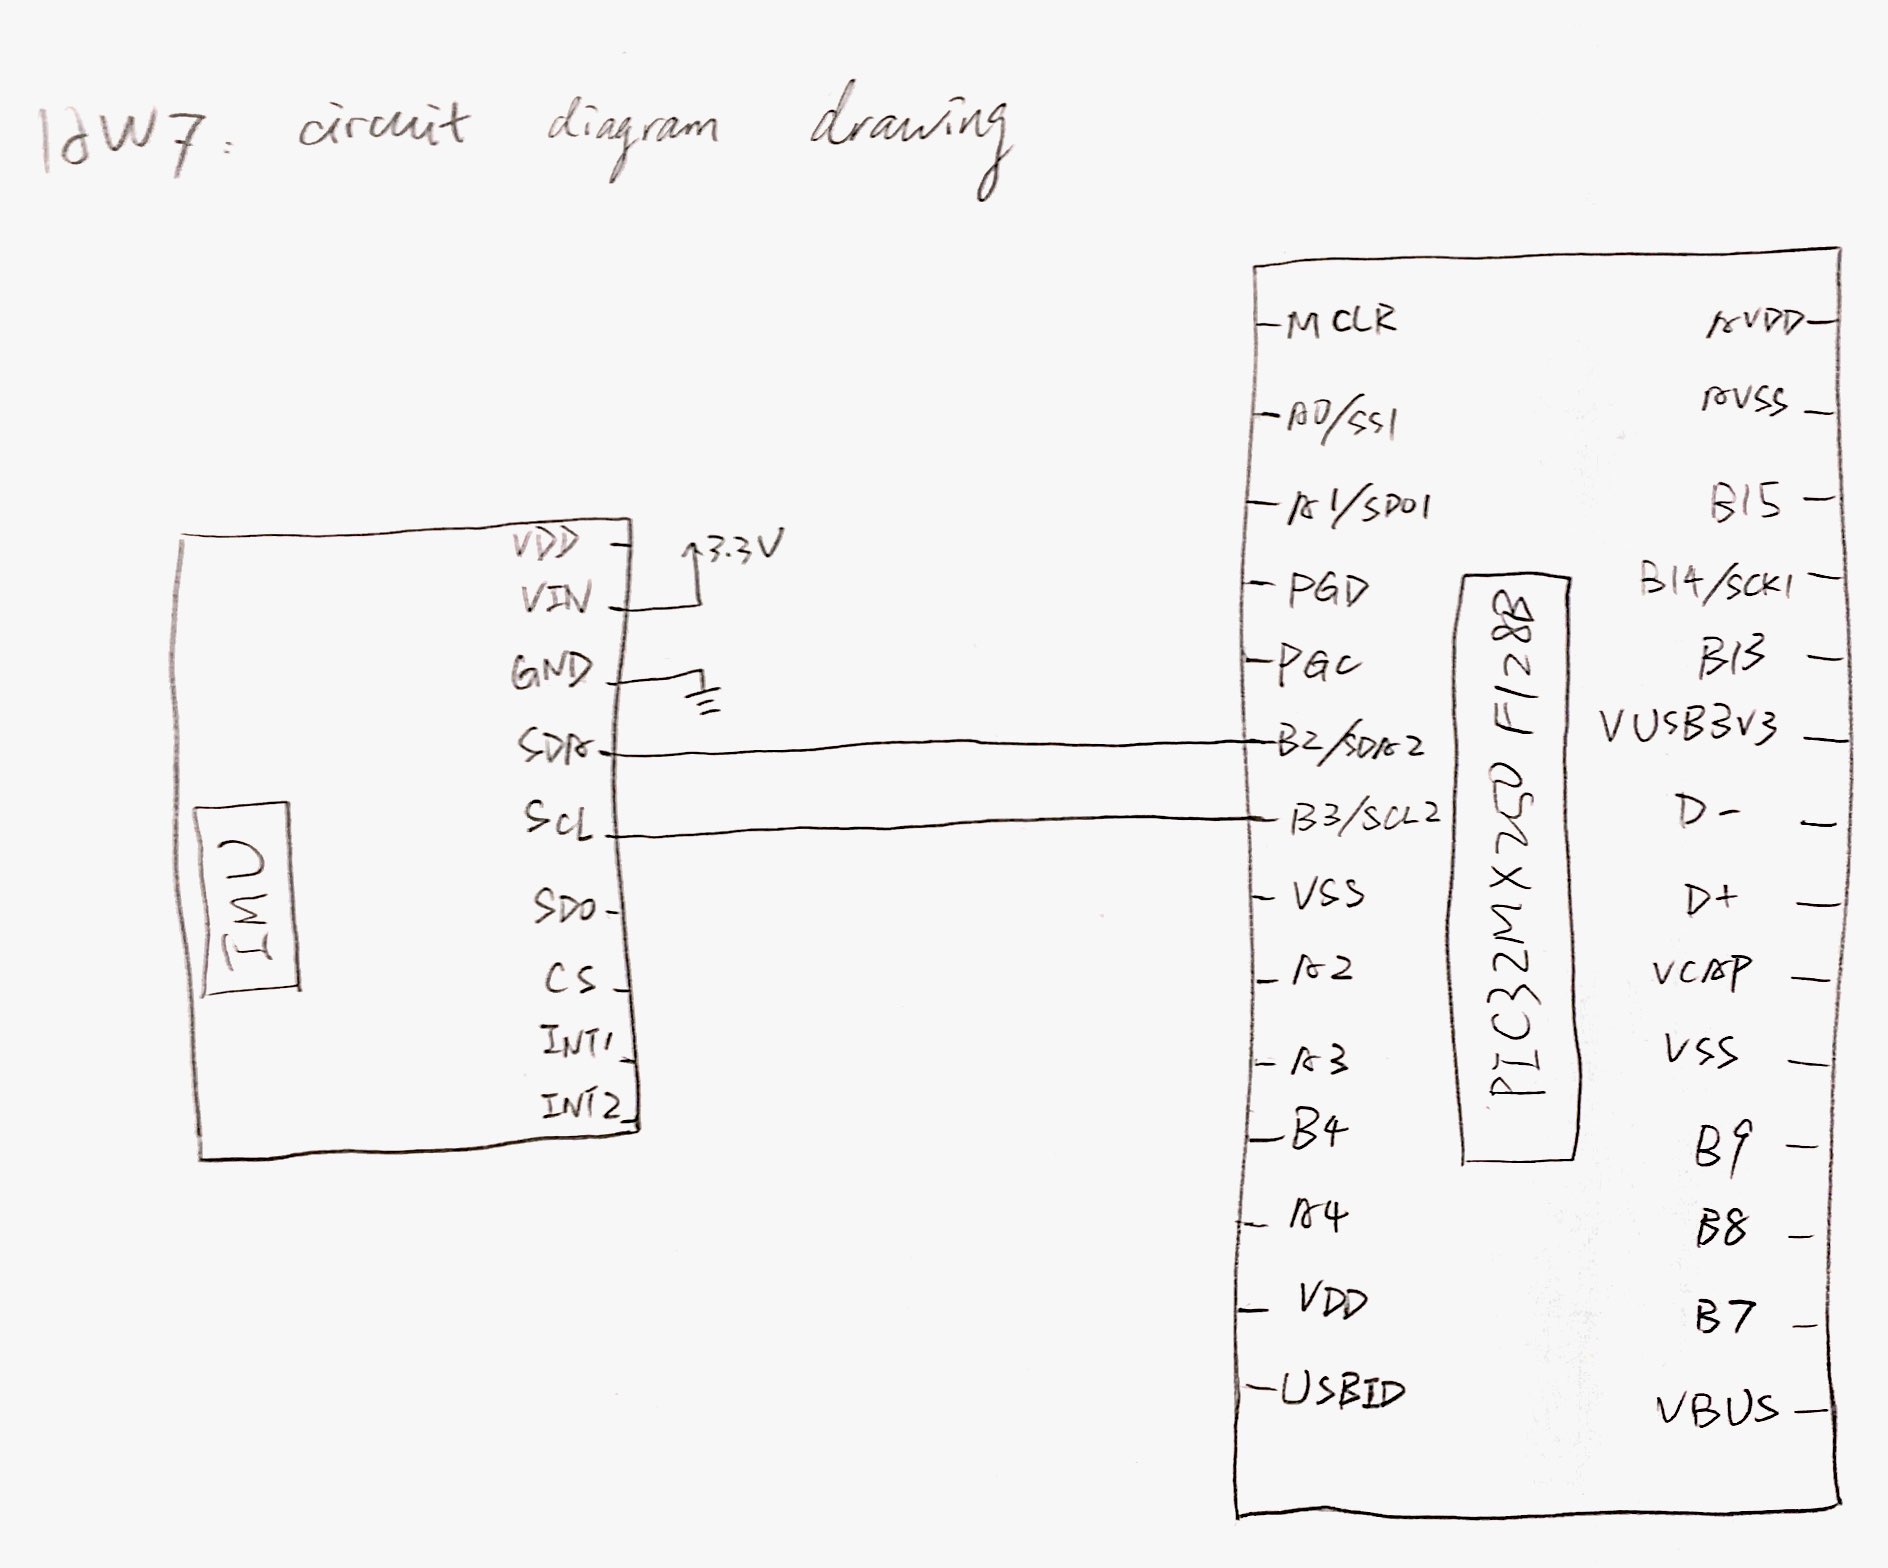 HW7: circuit diagram drawing
VDD
3.3V
VIN
GND
SDA
SCL
SDO
CS
INT1
INT2
IMU
MCLR
A0/SS1
A1/SDO1
PGD
PGC
B2/SDA2
B3/SCL2
VSS
A2
A3
B4
A4
VDD
USBID
PIC32MX250F128B
AVDD
AVSS
B15
B14/SCK1
B13
VUSB3V3
D-
D+
VCAP
VSS
B9
B8
B7
VBUS